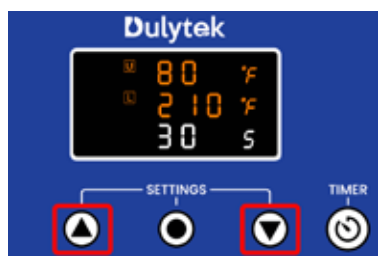 Dulytek
U 80 °F
L 210 °F
30 S
SETTINGS
TIMER